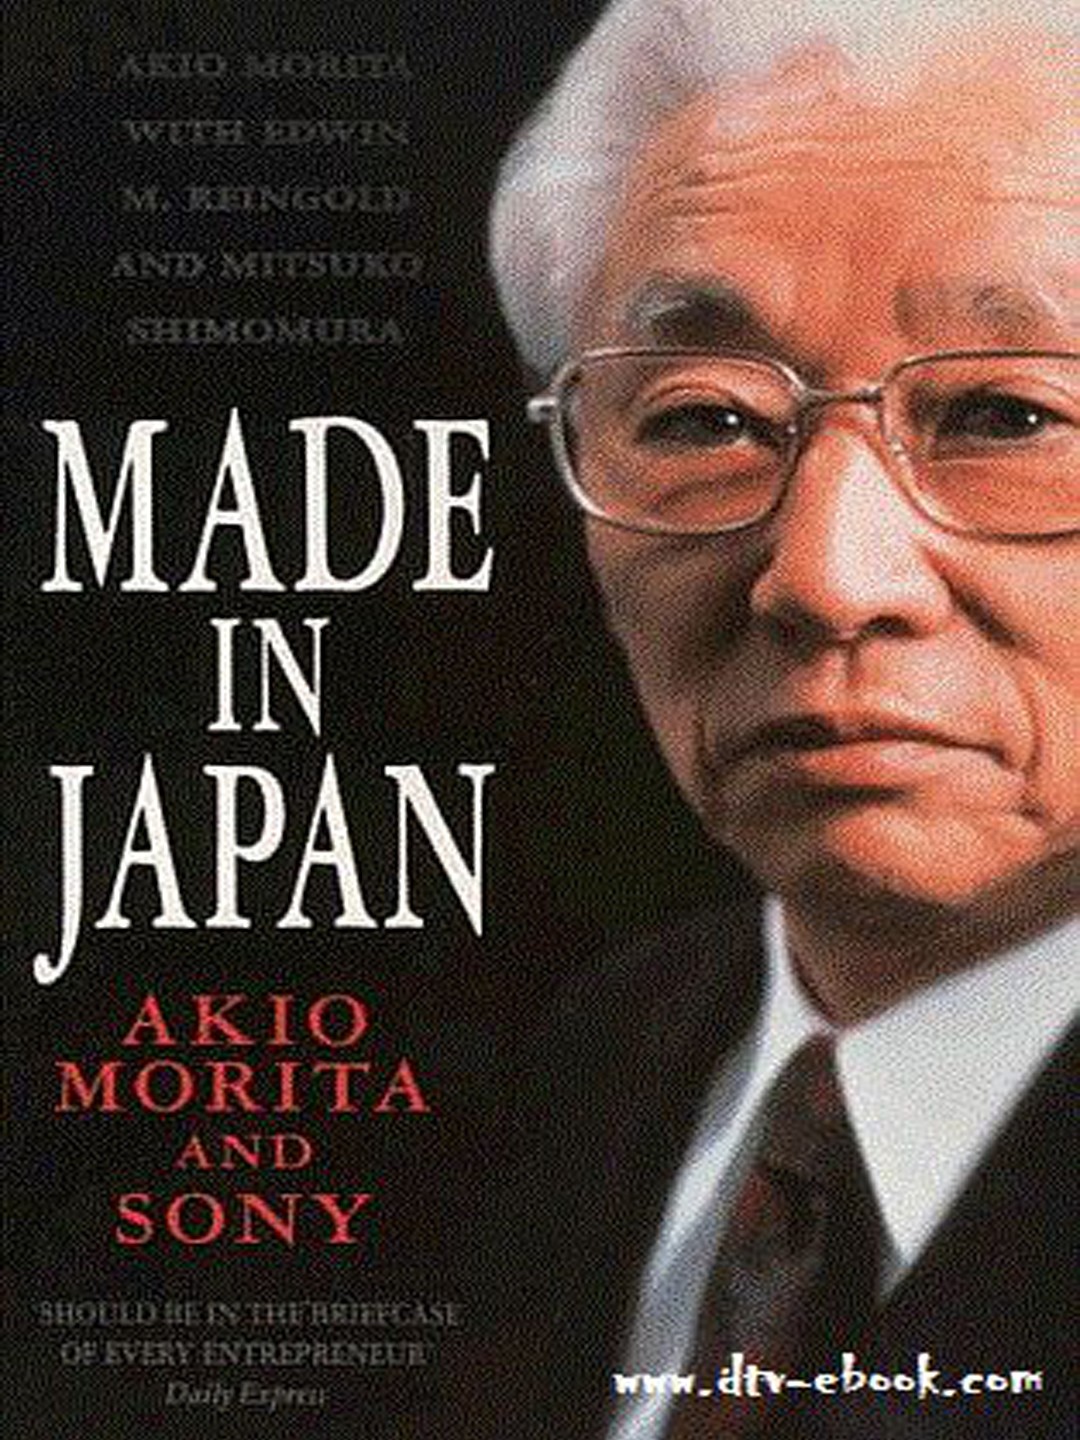 AKIO MORITA
WITH EDWIN
M. REINGOLD
AND MITSUKO
SHIMOMURA
MADE
IN
JAPAN
AKIO
MORITA
AND
SONY
SHOULD BE IN THE BRIEFCASE
OF EVERY ENTREPRENEUR
Daily Express
www.dtv-ebook.com